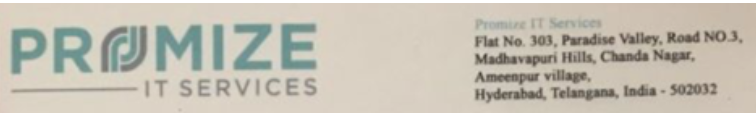 PROMIZE
IT SERVICES
Promize IT Services
Flat No. 303, Paradise Valley, Road NO.3,
Madhavapuri Hills, Chanda Nagar,
Ameenpur village,
Hyderabad, Telangana, India - 502032